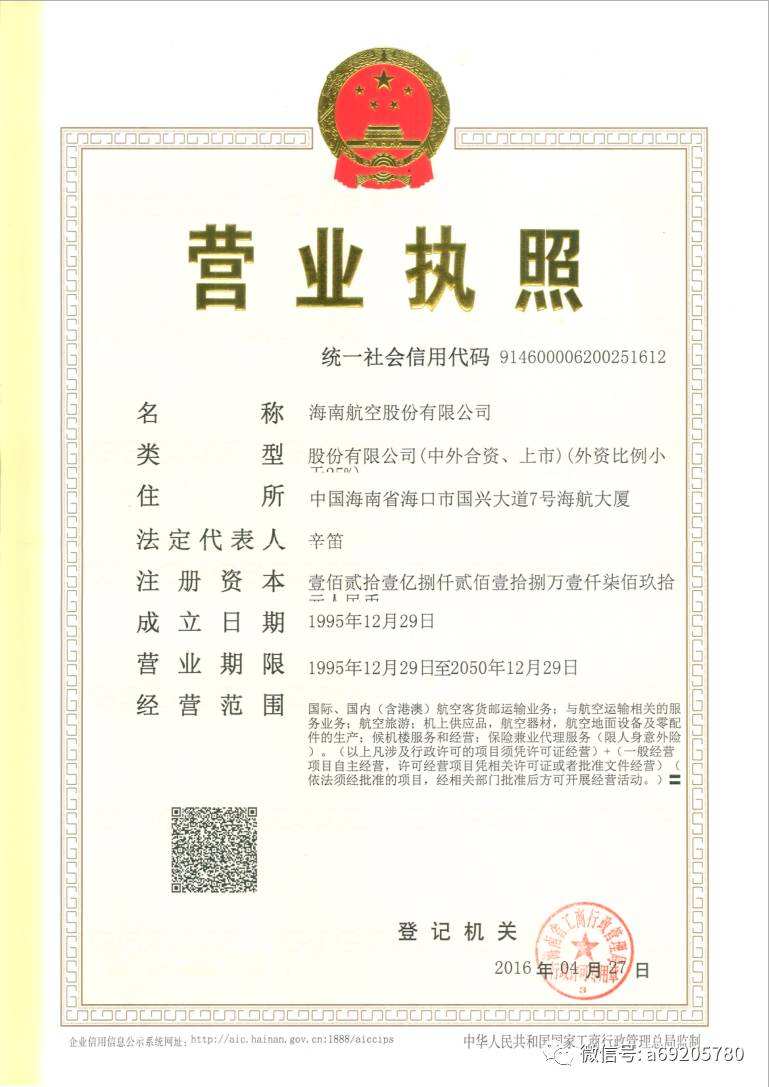 营业执照
统一社会信用代码 914600006200251612
名称 海南航空股份有限公司
类型 股份有限公司(中外合资、上市)(外资比例小
住所 中国海南省海口市国兴大道7号海航大厦
法定代表人 辛笛
注册资本 壹佰贰拾壹亿捌仟贰佰壹拾捌万壹仟柒佰玖拾
成立日期 1995年12月29日
营业期限 1995年12月29日至2050年12月29日
经营范围 国际、国内（含港澳）航空客货邮运输业务；与航空运输相关的服
务业务；航空旅游；机上供应品，航空器材，航空地面设备及零配
件的生产；候机楼服务和经营；保险兼业代理服务（限人身意外险
）。（以上凡涉及行政许可的项目须凭许可证经营）+（一般经营
项目自主经营，许可经营项目凭相关许可证或者批准文件经营）（
依法须经批准的项目，经相关部门批准后方可开展经营活动。）
登记机关
海南省工商行政管理局
行政许可专用章
3
2016年04月27日
企业信用信息公示系统网址：http://aic.hainan.gov.cn:1888/aiccips
中华人民共和国国家工商行政管理总局监制
微信号: a69205780